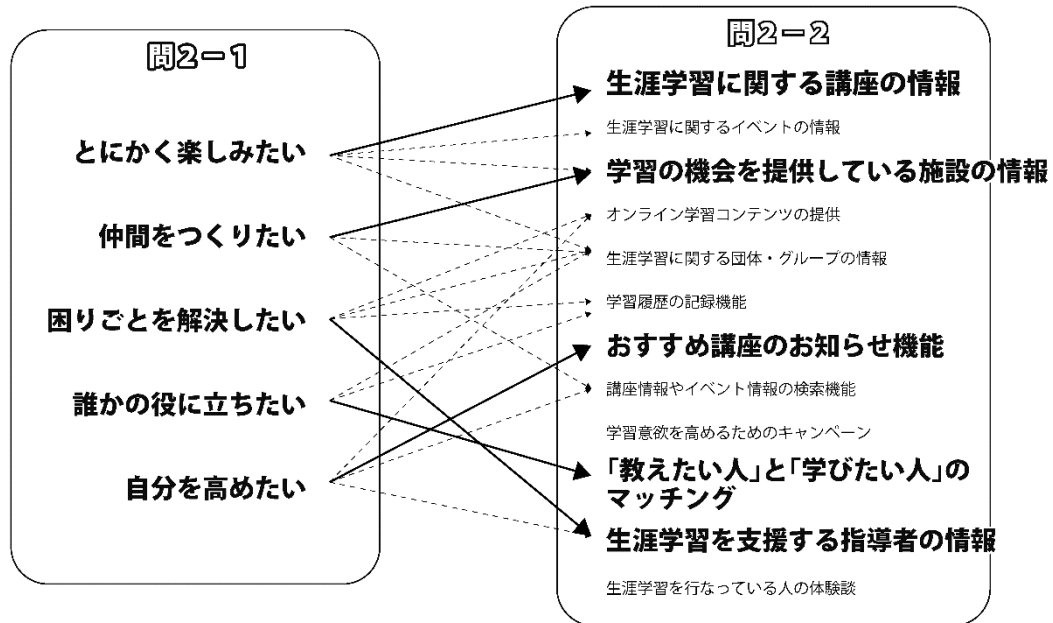 問2－1
とにかく楽しみたい
仲間をつくりたい
困りごとを解決したい
誰かの役に立ちたい
自分を高めたい
問2－2
生涯学習に関する講座の情報
生涯学習に関するイベントの情報
学習の機会を提供している施設の情報
オンライン学習コンテンツの提供
生涯学習に関する団体・グループの情報
学習履歴の記録機能
おすすめ講座のお知らせ機能
講座情報やイベント情報の検索機能
学習意欲を高めるためのキャンペーン
「教えたい人」と「学びたい人」の
マッチング
生涯学習を支援する指導者の情報
生涯学習を行なっている人の体験談